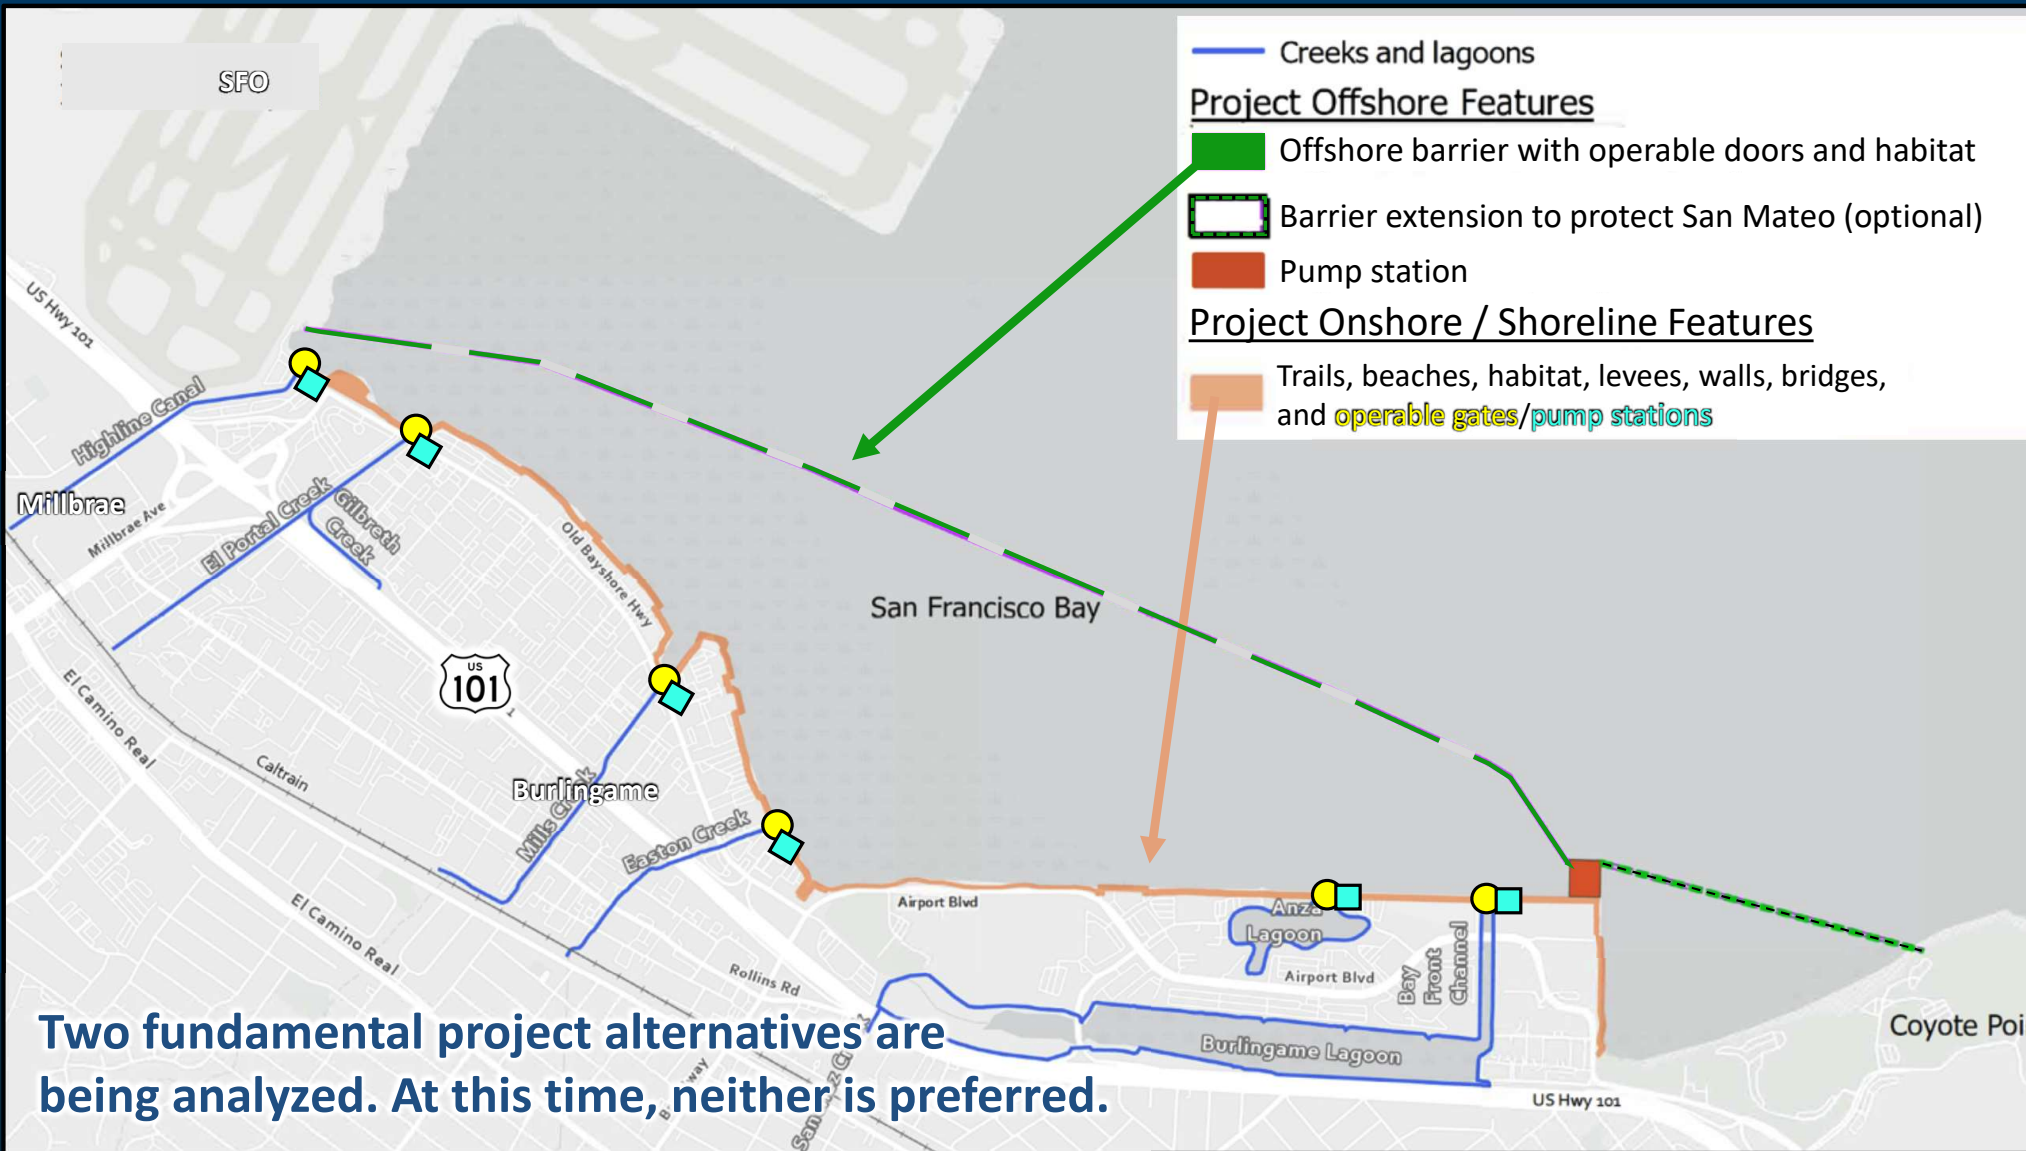 SFO
Creeks and lagoons
Project Offshore Features
Offshore barrier with operable doors and habitat
Barrier extension to protect San Mateo (optional)
Pump station
Project Onshore / Shoreline Features
Trails, beaches, habitat, levees, walls, bridges,
and operable gates/pump stations
US Hwy 101
Highline Canal
Millbrae
Millbrae Ave
El Portal Creek
Gilbreth
Creek
Old Bayshore Hwy
San Francisco Bay
US
101
1
El Camino Real
Caltrain
Burlingame
Mills
Easton Creek
El Camino Real
Airport Blvd
Anza
Lagoon
Airport Blvd
Bay
Front
Channel
Rollins Rd
Burlingame Lagoon
Coyote Poi
US Hwy 101
Two fundamental project alternatives are
being analyzed. At this time, neither is preferred.
way
San